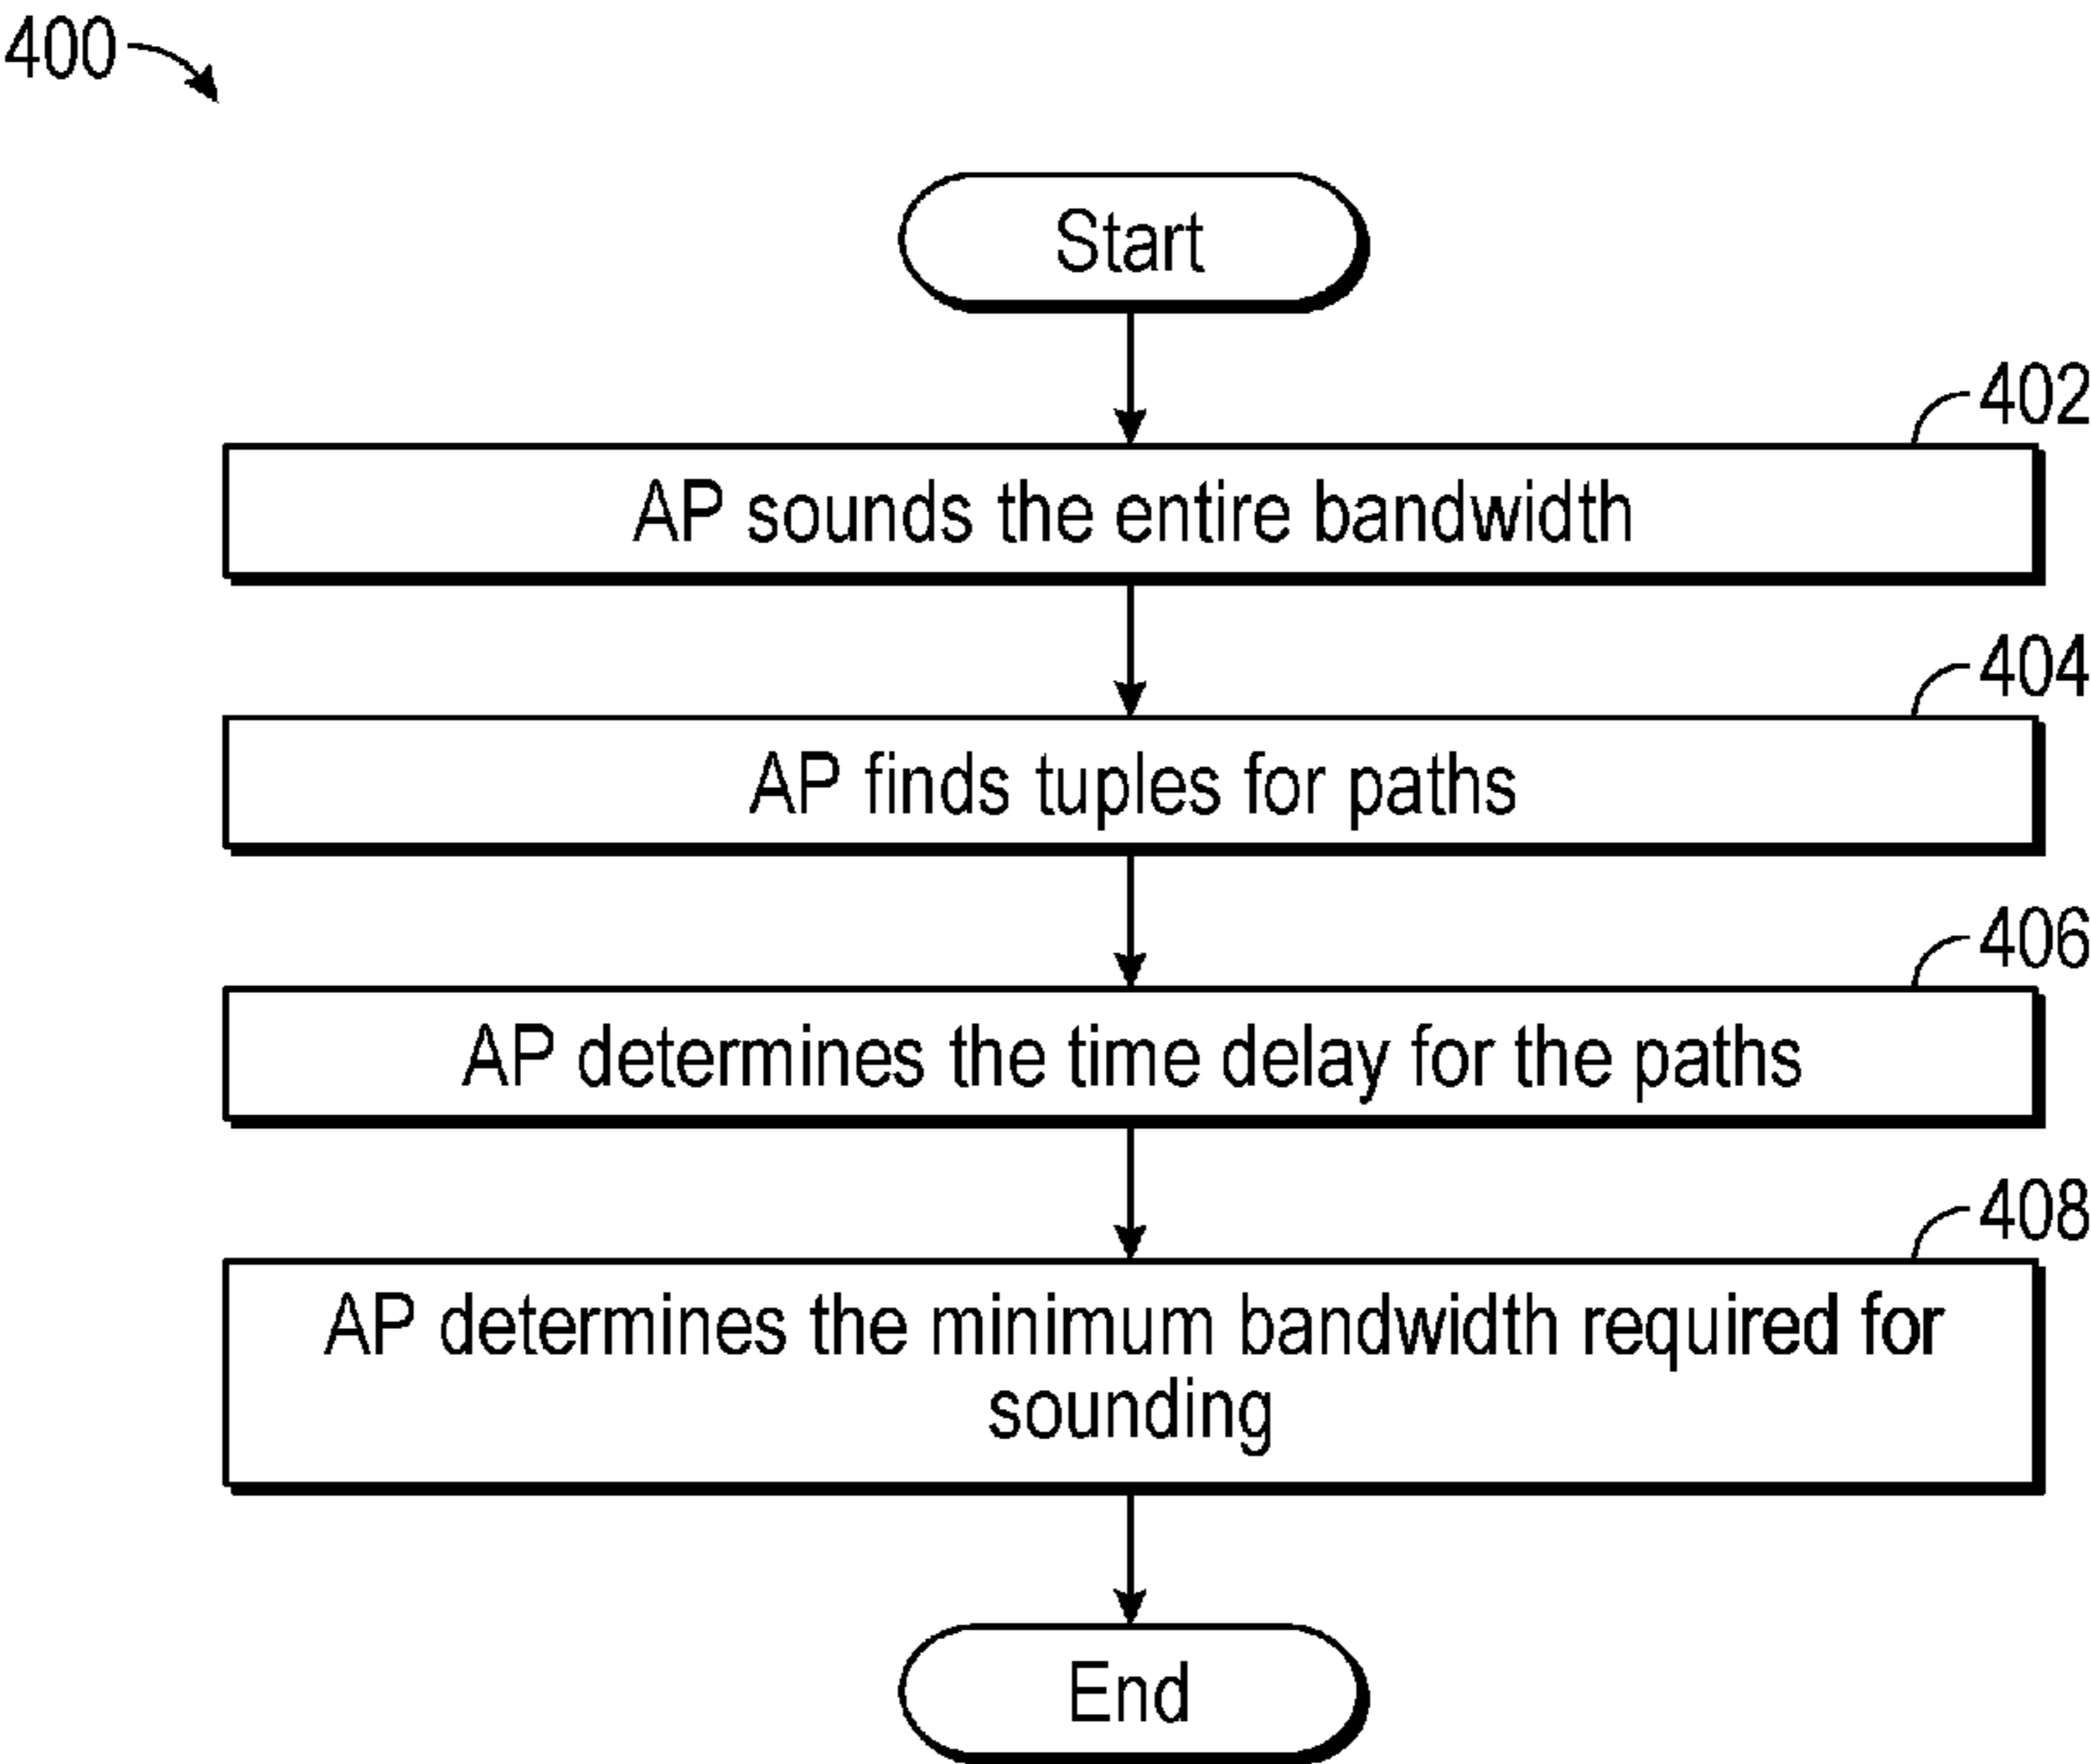 400
Start
402
AP sounds the entire bandwidth
404
AP finds tuples for paths
406
AP determines the time delay for the paths
408
AP determines the minimum bandwidth required for
sounding
End